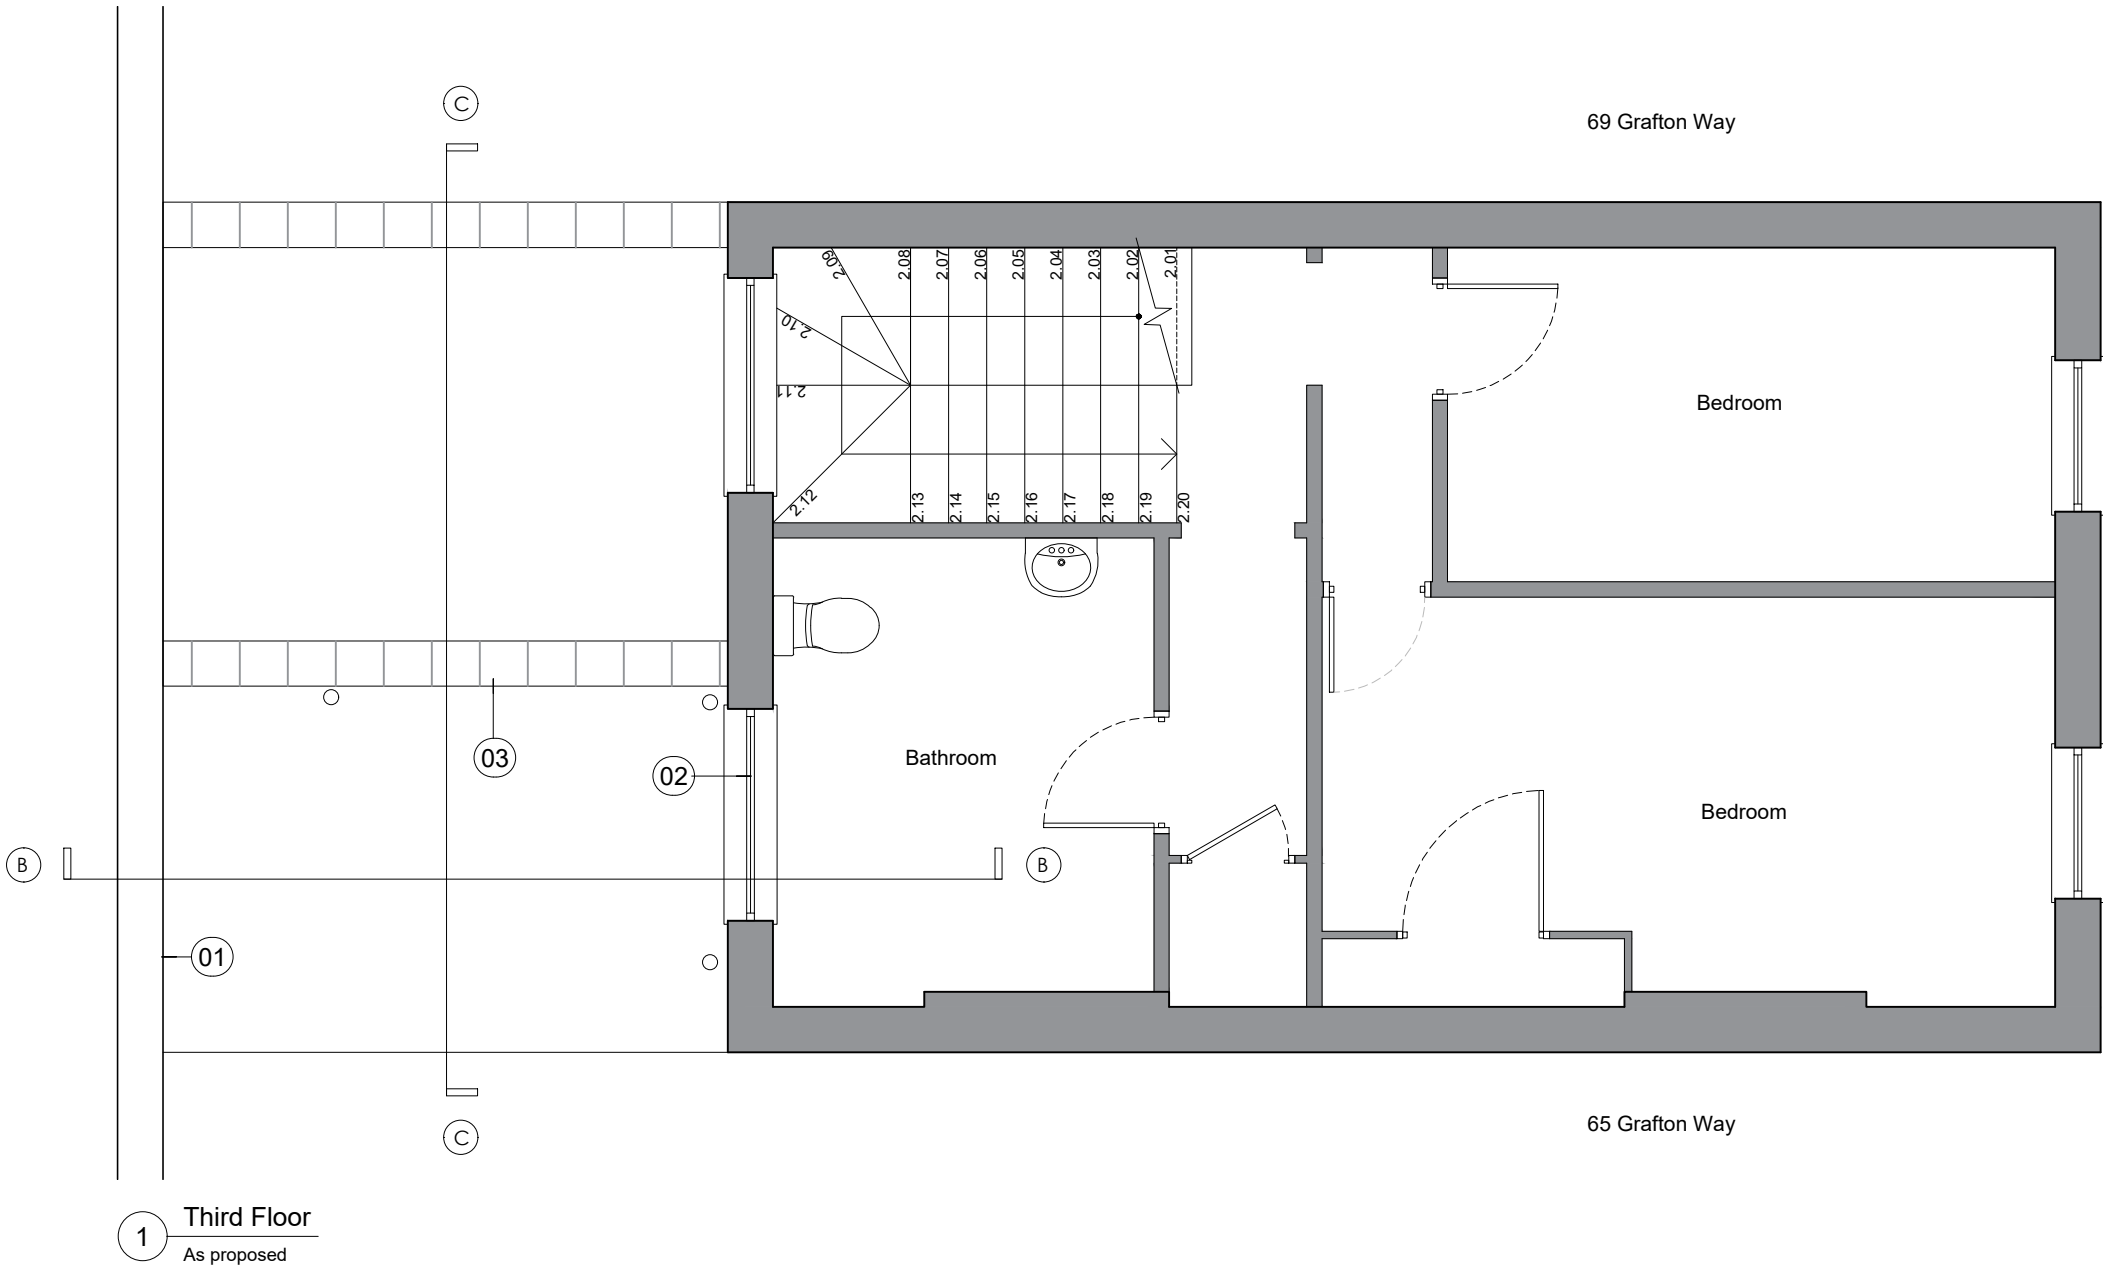 C
69 Grafton Way
2.09
2.08
2.07
2.06
2.05
2.04
2.03
2.02
2.01
2.10
2.11
Bedroom
2.12
2.13
2.14
2.15
2.16
2.17
2.18
2.19
2.20
03
02
Bathroom
Bedroom
B
B
01
C
65 Grafton Way
1
Third Floor
As proposed